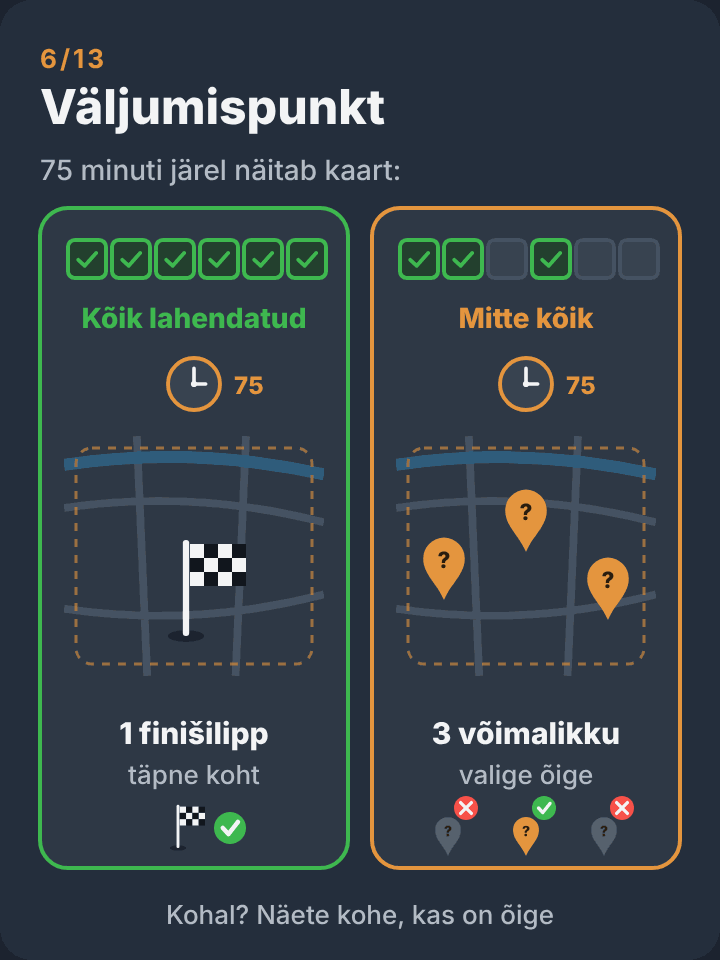 6/13
Väljumispunkt
75 minuti järel näitab kaart:
Kõik lahendatud
75
1 finišilipp
täpne koht
Mitte kõik
75
?
?
?
3 võimalikku
valige õige
?
?
?
Kohal? Näete kohe, kas on õige